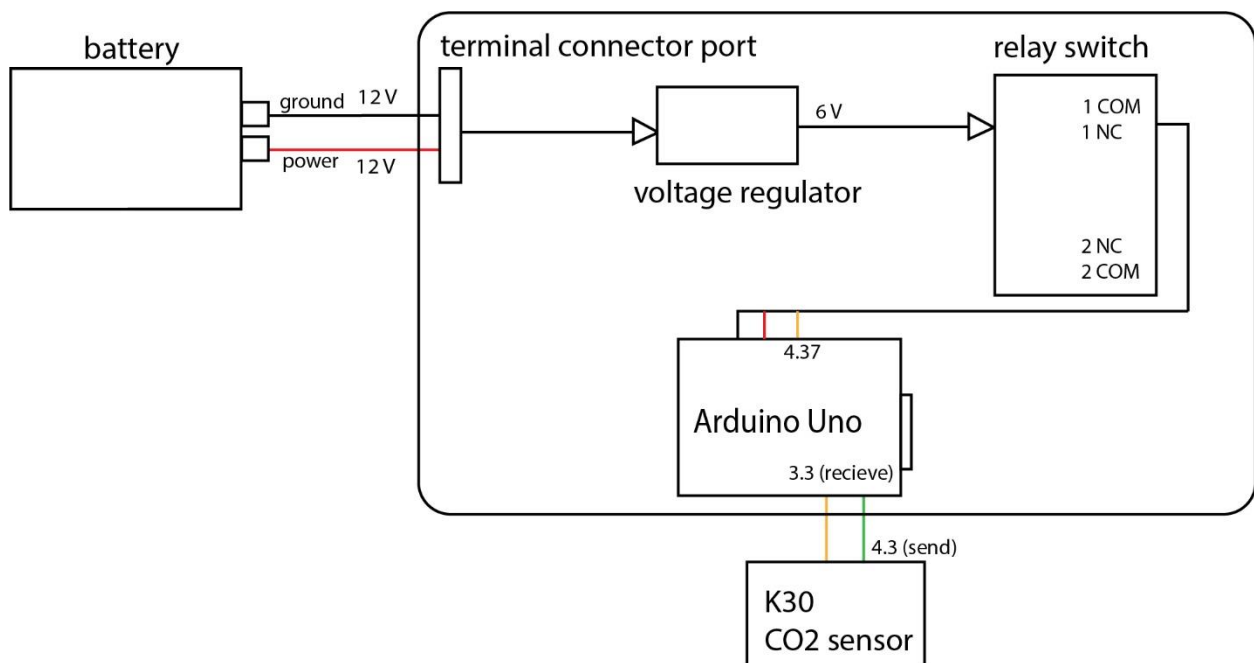 battery
ground
12 V
power
12 V
terminal connector port
6 V
voltage regulator
relay switch
1 COM
1 NC
2 NC
2 COM
4.37
Arduino Uno
3.3 (recieve)
4.3 (send)
K30
CO2 sensor